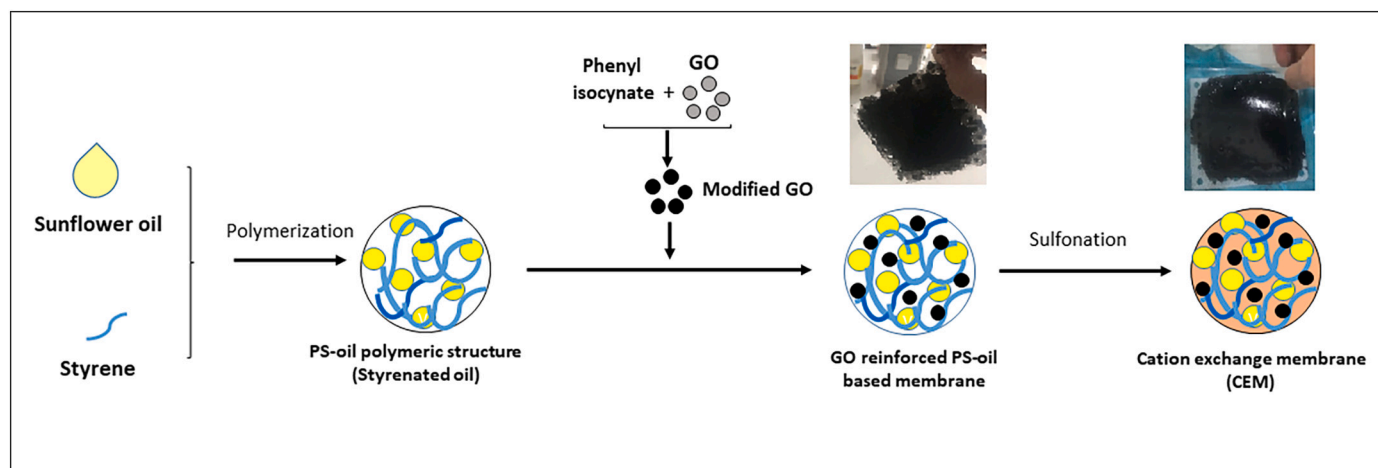 Sunflower oil
Styrene
Polymerization
PS-oil polymeric structure
(Styrenated oil)
Phenyl
isocynate + GO
Modified GO
GO reinforced PS-oil
based membrane
Sulfonation
Cation exchange membrane
(CEM)